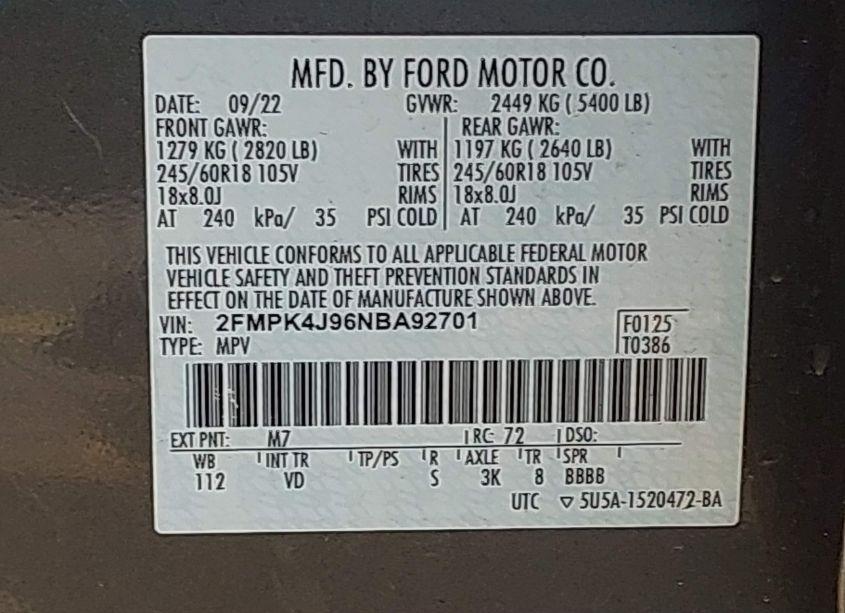 MFD. BY FORD MOTOR CO.
DATE: 09/22 GVWR: 2449 KG ( 5400 LB)
FRONT GAWR: REAR GAWR:
1279 KG ( 2820 LB) WITH 1197 KG ( 2640 LB) WITH
245/60R18 105V TIRES 245/60R18 105V TIRES
18x8.0J RIMS 18x8.0J RIMS
AT 240 kPa/ 35 PSI COLD AT 240 kPa/ 35 PSI COLD
THIS VEHICLE CONFORMS TO ALL APPLICABLE FEDERAL MOTOR
VEHICLE SAFETY AND THEFT PREVENTION STANDARDS IN
EFFECT ON THE DATE OF MANUFACTURE SHOWN ABOVE.
VIN: 2FMPK4J96NBA92701 F0125
TYPE: MPV T0386
EXT PNT: M7 RC: 72 DSO:
WB INT TR TP/PS R AXLE TR SPR
112 VD S 3K 8 BBBB
UTC ▽ 5U5A-1520472-BA